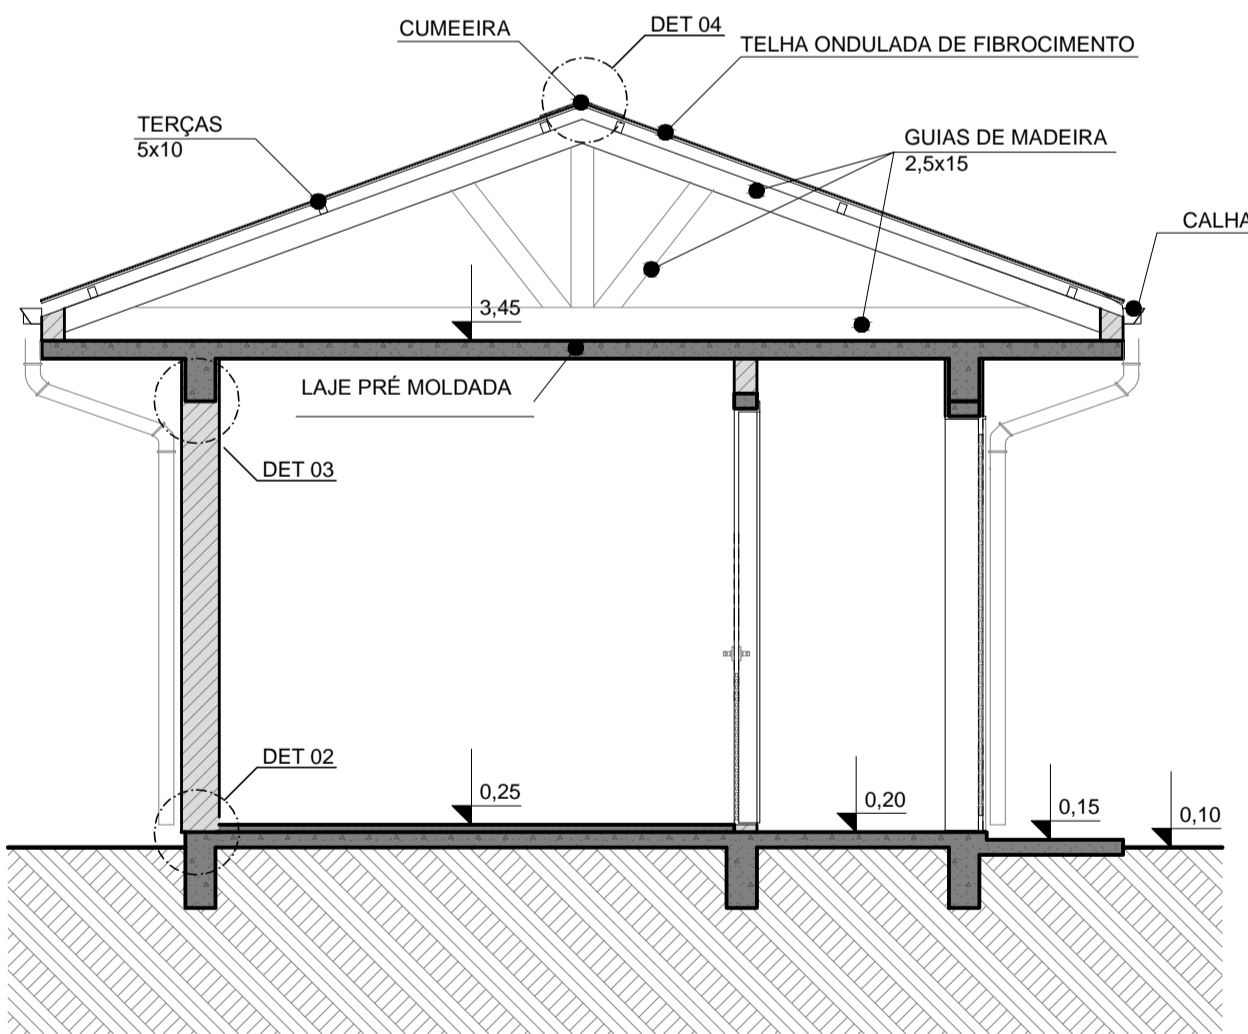 CUMEEIRA
DET 04
TELHA ONDULADA DE FIBROCIMENTO
TERÇAS
5x10
GUIAS DE MADEIRA
2,5x15
CALHA
3,45
LAJE PRÉ MOLDADA
DET 03
DET 02
0,25
0,20
0,15
0,10